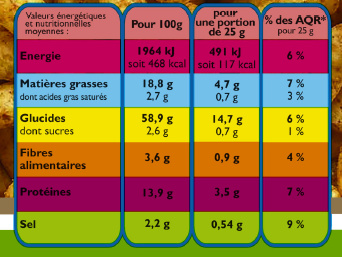 Valeurs énergétiques
et nutritionnelles
moyennes :
Pour 100g
pour
une portion
de 25 g
% des AQR*
pour 25 g
Energie
1964 kJ
soit 468 kcal
491 kJ
soit 117 kcal
6 %
Matières grasses
dont acides gras saturés
18,8 g
2,7 g
4,7 g
0,7 g
7 %
3 %
Glucides
dont sucres
58,9 g
2,6 g
14,7 g
0,7 g
6 %
1 %
Fibres
alimentaires
3,6 g
0,9 g
4 %
Protéines
13,9 g
3,5 g
7 %
Sel
2,2 g
0,54 g
9 %